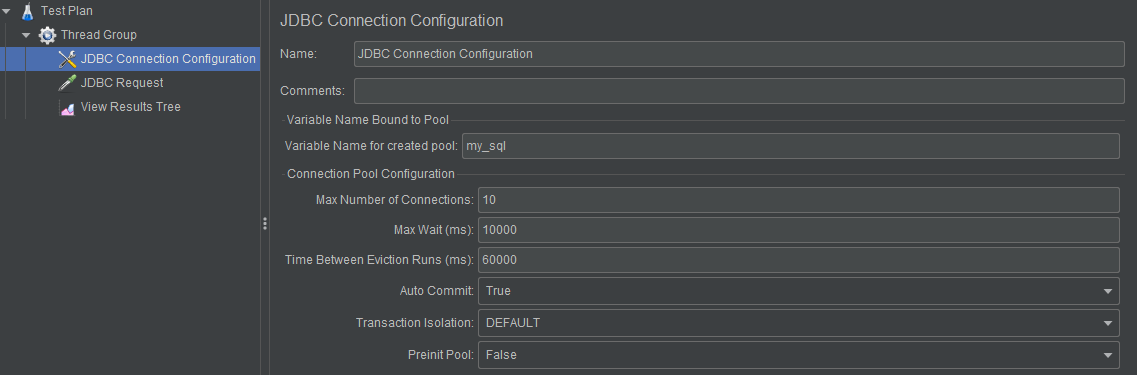 Test Plan
Thread Group
JDBC Connection Configuration
JDBC Request
View Results Tree
JDBC Connection Configuration
Name: JDBC Connection Configuration
Comments:
Variable Name Bound to Pool
Variable Name for created pool: my_sql
Connection Pool Configuration
Max Number of Connections: 10
Max Wait (ms): 10000
Time Between Eviction Runs (ms): 60000
Auto Commit: True
Transaction Isolation: DEFAULT
Preinit Pool: False